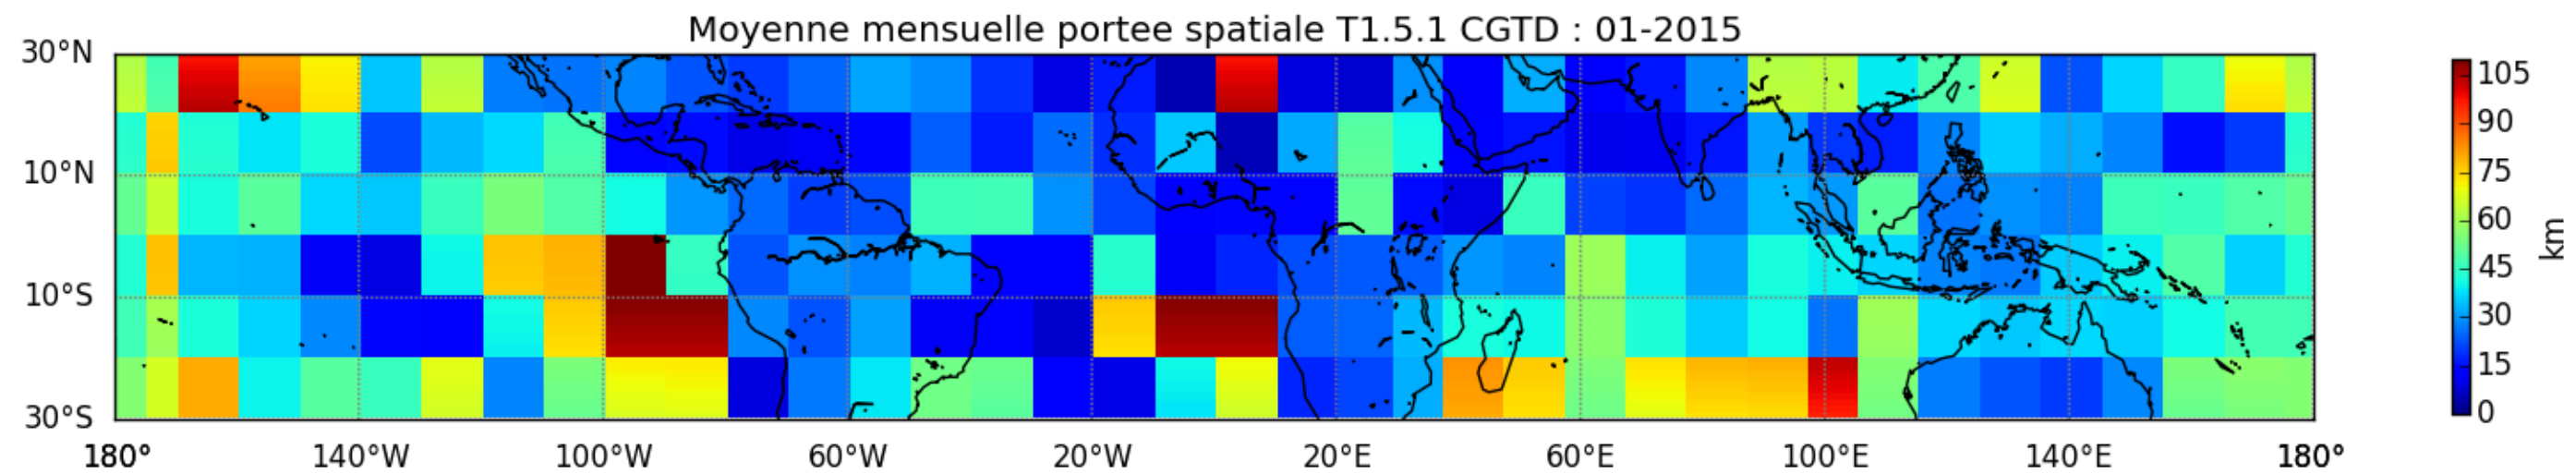 Moyenne mensuelle portee spatiale T1.5.1 CGTD : 01-2015
30°N
10°N
10°S
30°S
180° 140°W 100°W 60°W 20°W 20°E 60°E 100°E 140°E 180°
105
90
75
60
45
30
15
0
km